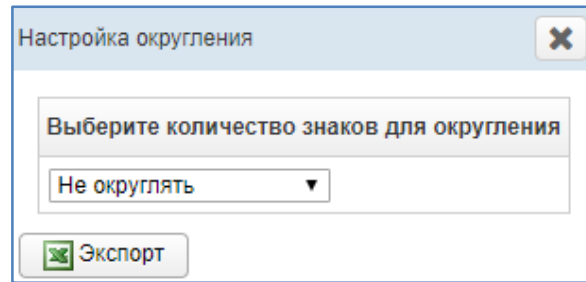 Настройка округления
Выберите количество знаков для округления
Не округлять
Экспорт